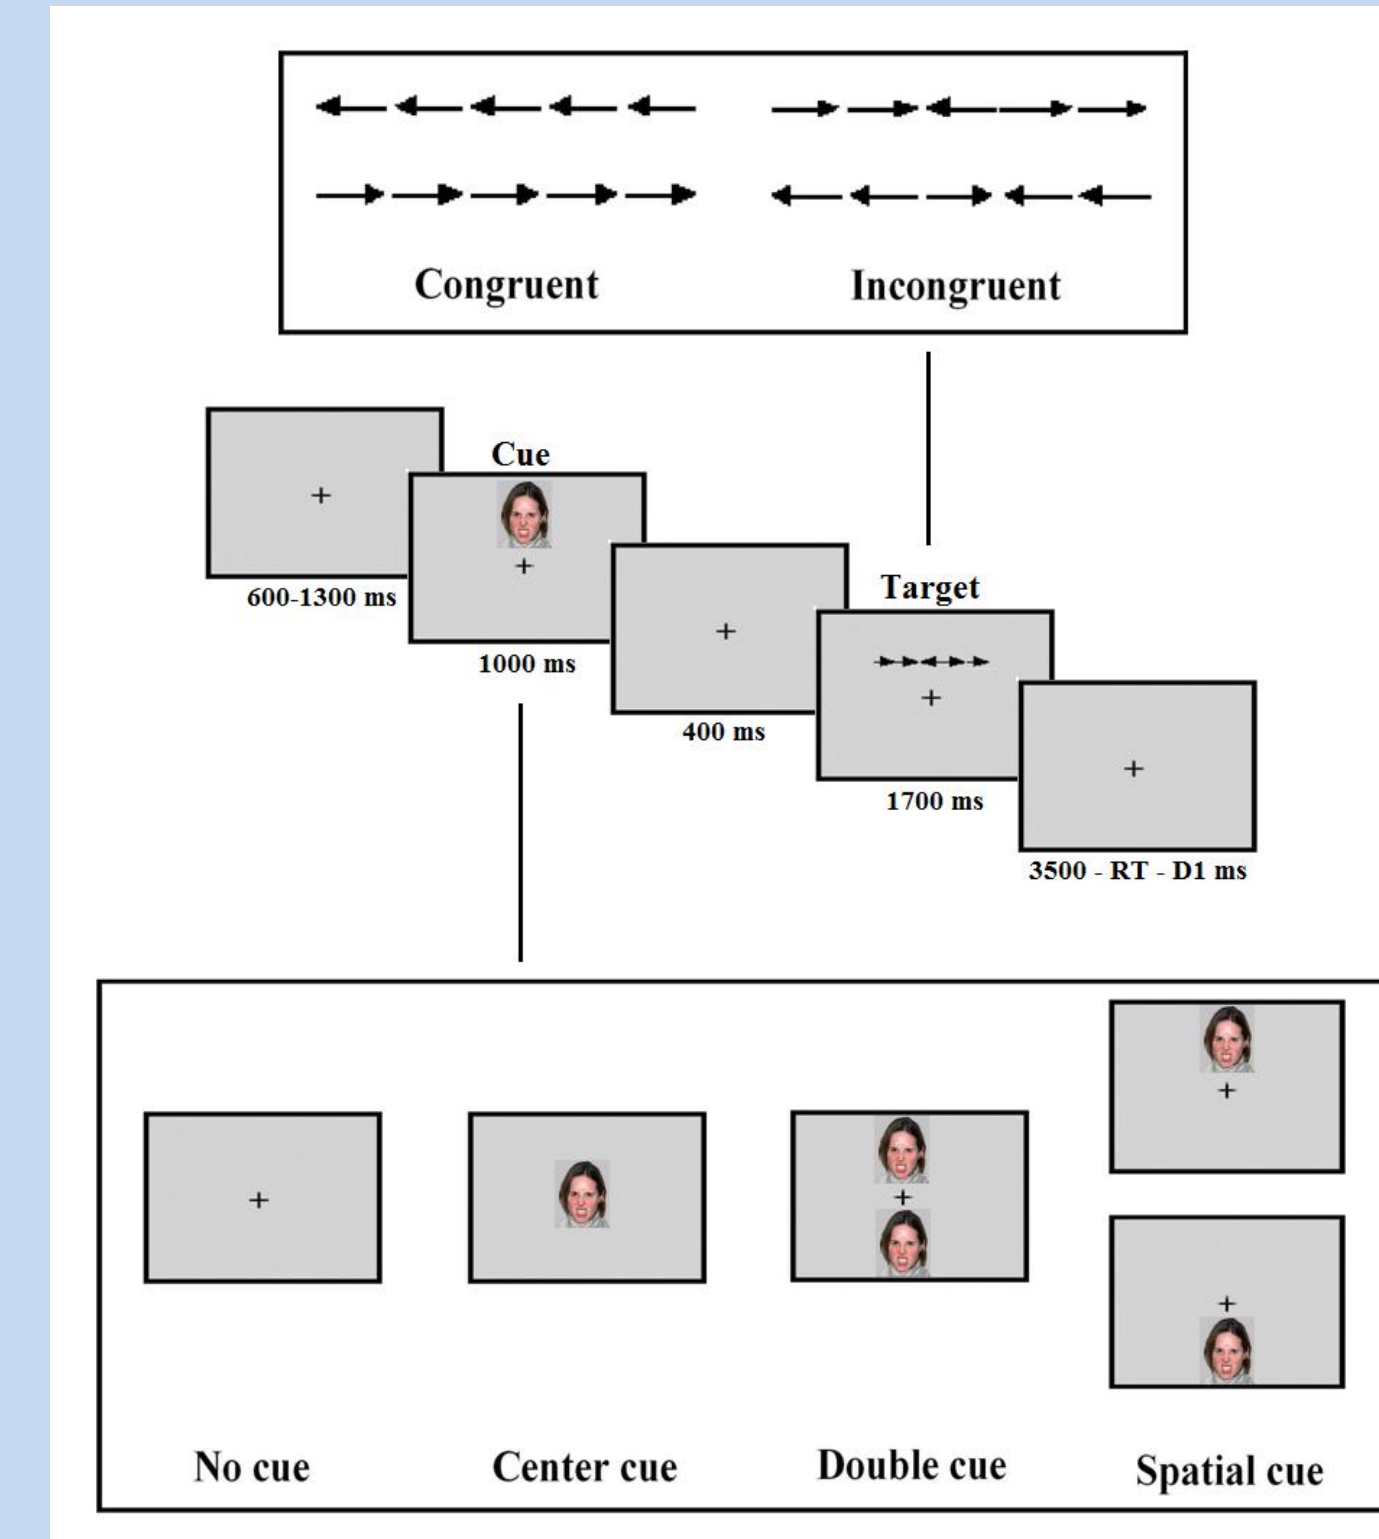 Congruent
Incongruent
Cue
600-1300 ms
1000 ms
Target
400 ms
1700 ms
3500 - RT - D1 ms
No cue
Center cue
Double cue
Spatial cue